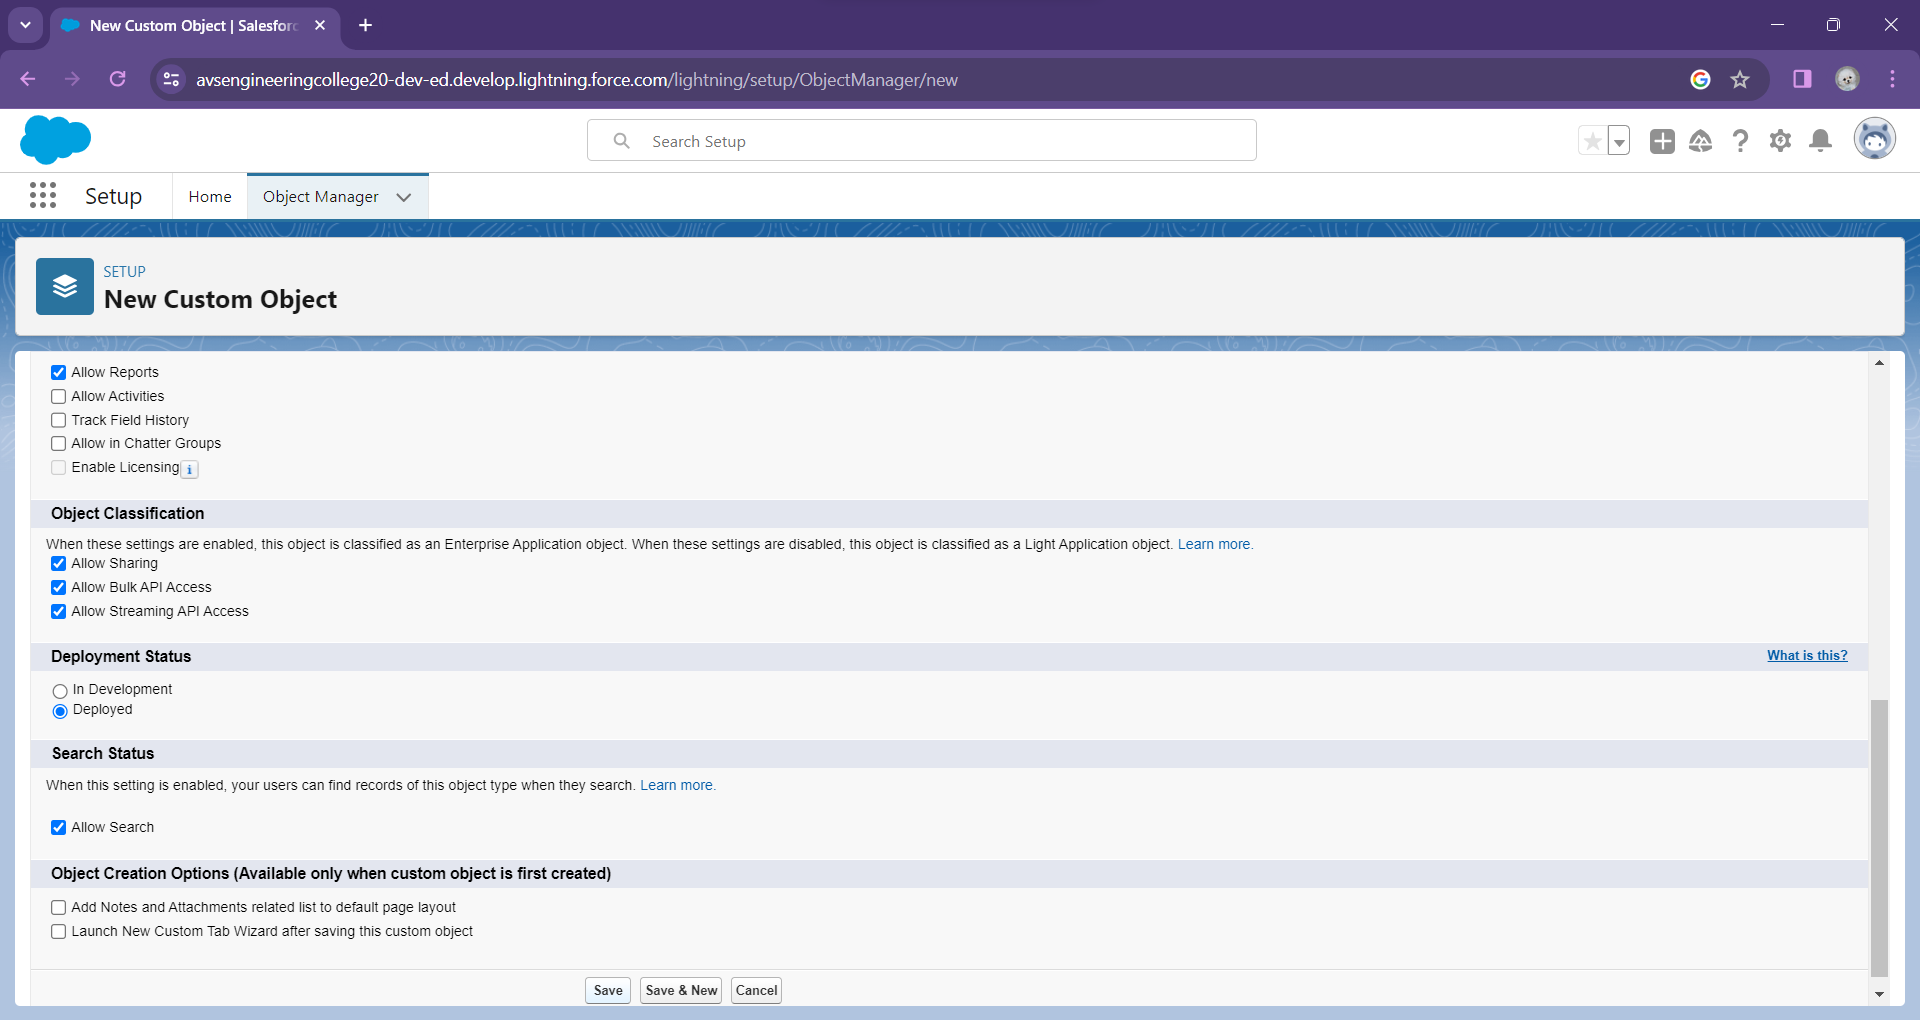 New Custom Object | Salesforc
avsengineeringcollege20-dev-ed.develop.lightning.force.com/lightning/setup/ObjectManager/new
Search Setup
Setup
Home
Object Manager
SETUP
New Custom Object
Allow Reports
Allow Activities
Track Field History
Allow in Chatter Groups
Enable Licensing i
Object Classification
When these settings are enabled, this object is classified as an Enterprise Application object. When these settings are disabled, this object is classified as a Light Application object. Learn more.
Allow Sharing
Allow Bulk API Access
Allow Streaming API Access
Deployment Status
What is this?
In Development
Deployed
Search Status
When this setting is enabled, your users can find records of this object type when they search. Learn more.
Allow Search
Object Creation Options (Available only when custom object is first created)
Add Notes and Attachments related list to default page layout
Launch New Custom Tab Wizard after saving this custom object
Save
Save & New
Cancel